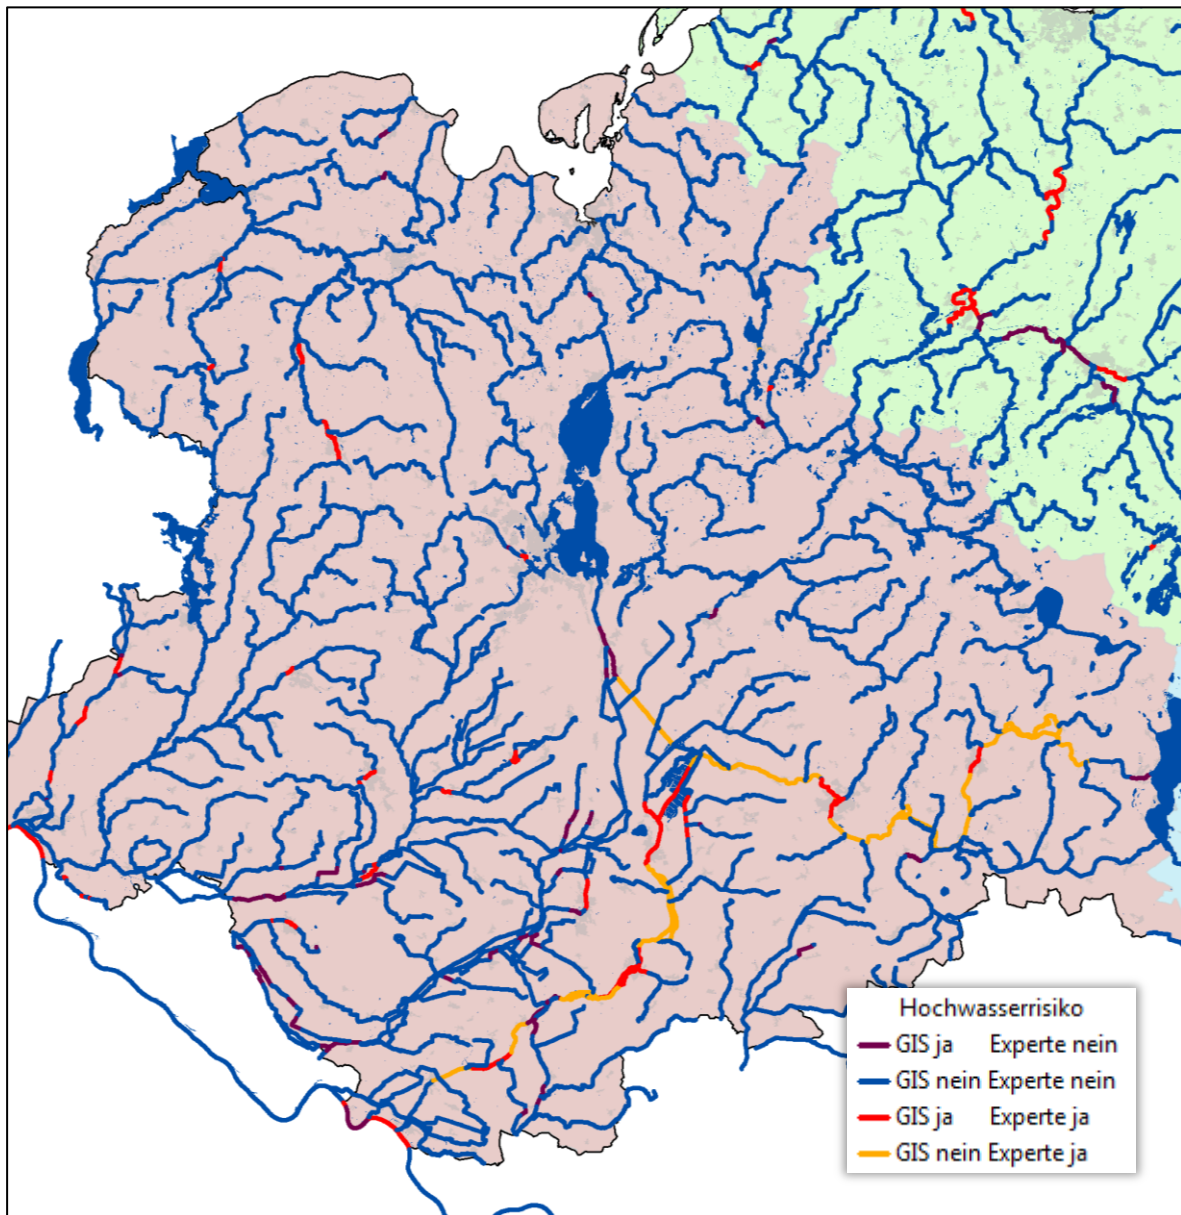 Hochwasserrisiko
GIS ja Experte nein
GIS nein Experte nein
GIS ja Experte ja
GIS nein Experte ja